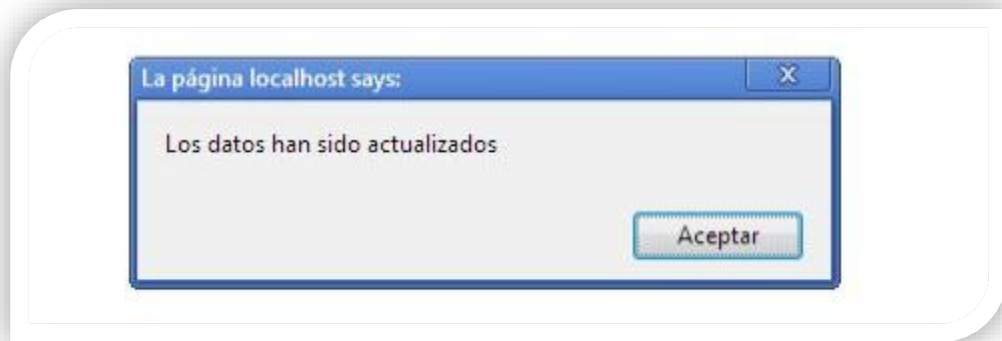 La página localhost says:
X
Los datos han sido actualizados
Aceptar